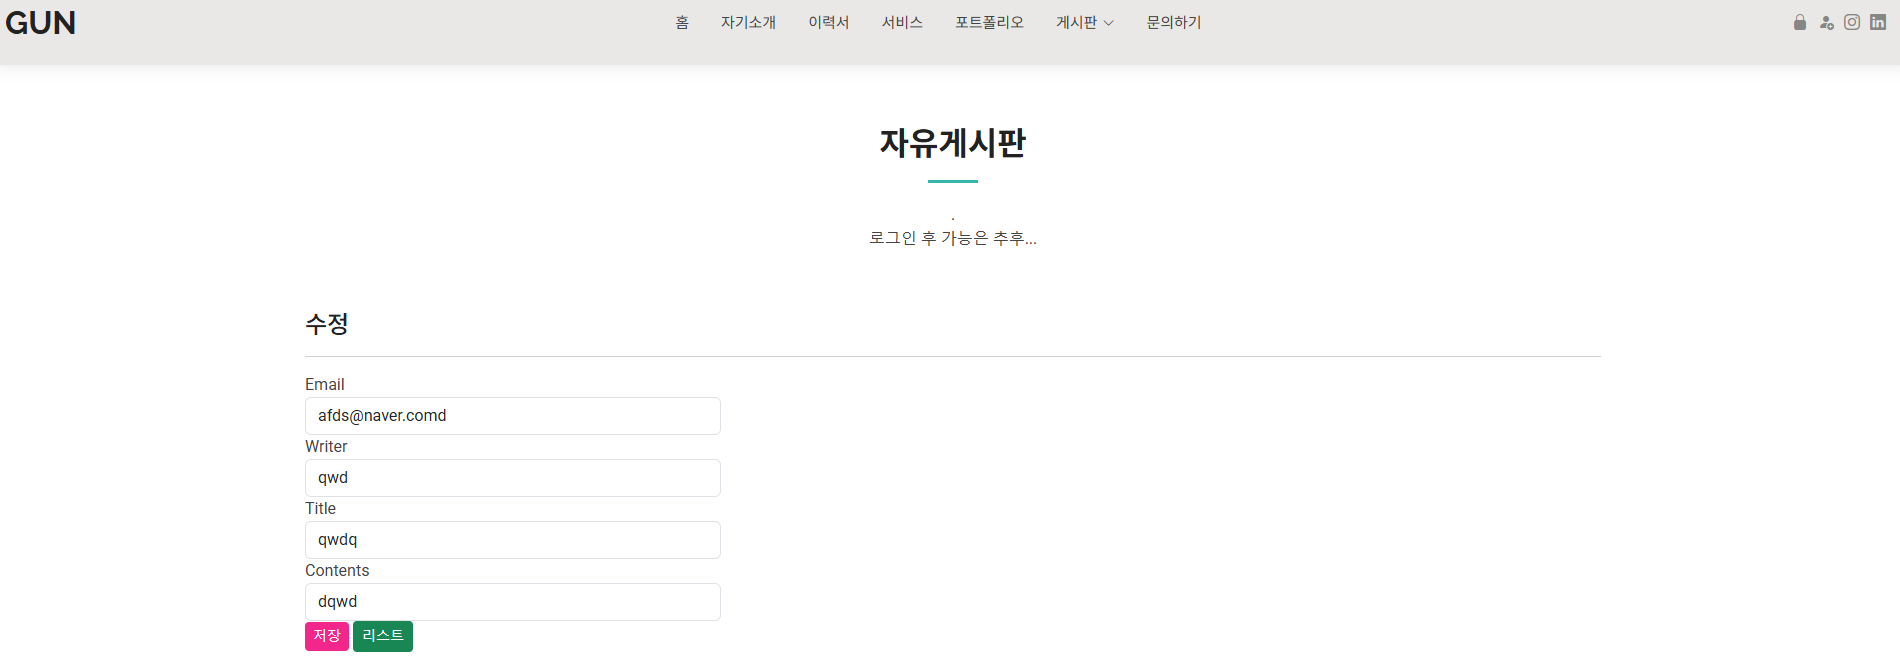 GUN 홈 자기소개 이력서 서비스 포트폴리오 게시판 문의하기
자유게시판
.
로그인 후 가능은 추후...
수정
Email
afds@naver.comd
Writer
qwd
Title
qwdq
Contents
dqwd
저장 리스트